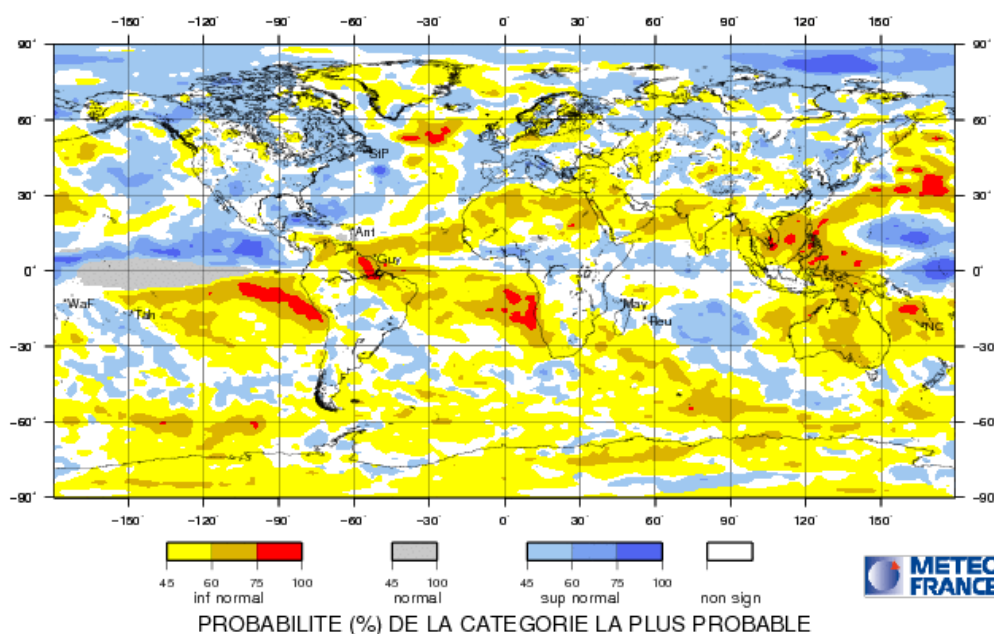 −150° −120° −90° −60° −30° 0° 30° 60° 90° 120° 150°
90° 90°
60° 60°
StP
30° 30°
Ant
Guy
0° 0°
WaF May
Tah Reu
NC
−30° −30°
−60° −60°
−90° −90°
−150° −120° −90° −60° −30° 0° 30° 60° 90° 120° 150°
45 60 75 100 45 100 45 60 75 100
inf normal normal sup normal non sign
METEO
FRANCE
PROBABILITE (%) DE LA CATEGORIE LA PLUS PROBABLE